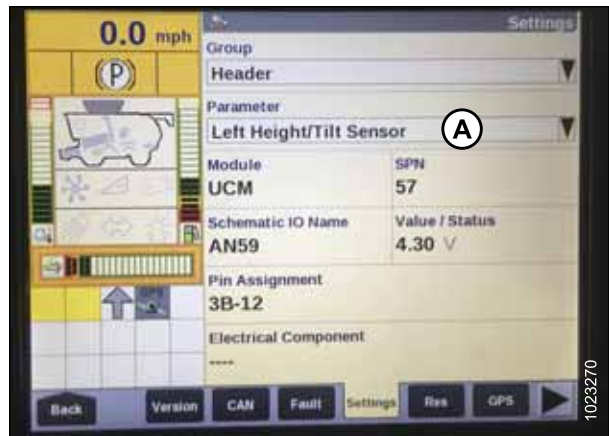 0.0 mph
Settings
(P)
Group
Header
Parameter
Left Height/Tilt Sensor
A
Module
UCM
SPN
57
Schematic IO Name
AN59
Value / Status
4.30 V
Pin Assignment
3B-12
Electrical Component
----
Back
Version
CAN
Fault
Settings
Res
GPS
1023270